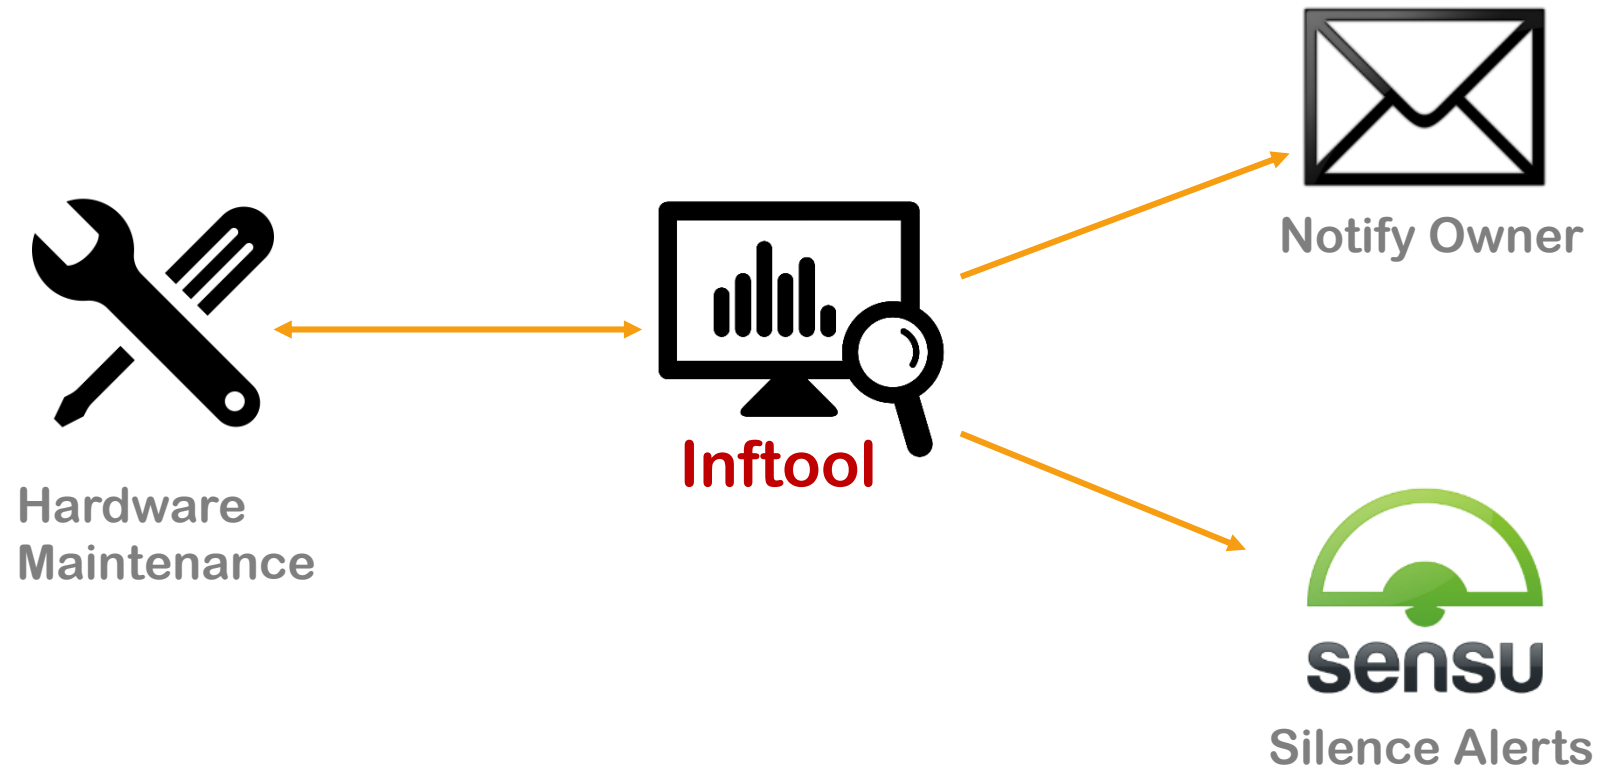 Notify Owner
Inftool
Hardware
Maintenance
sensu
Silence Alerts